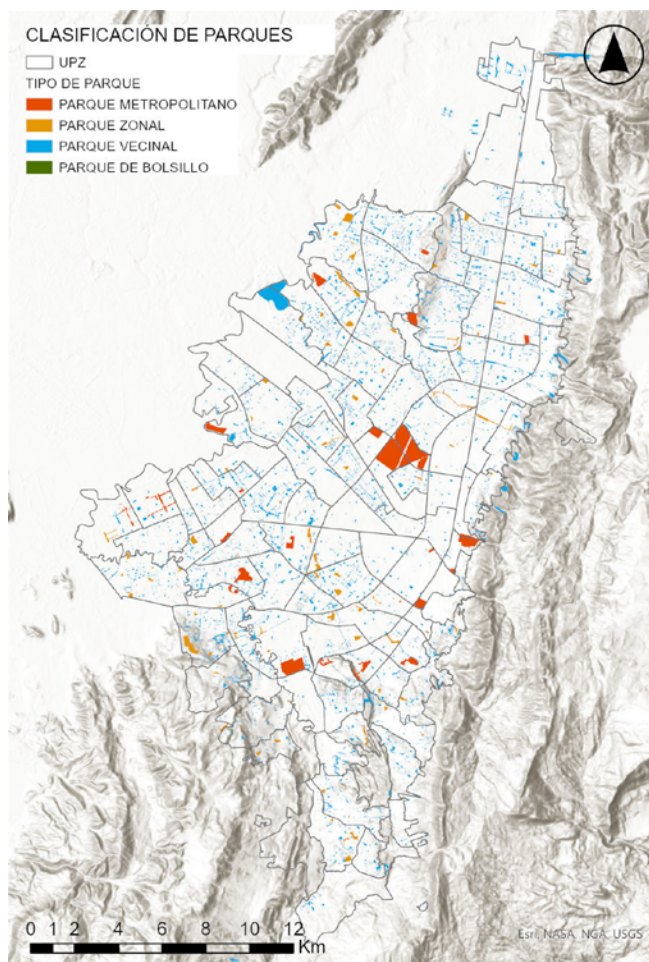 CLASIFICACIÓN DE PARQUES
UPZ
TIPO DE PARQUE
PARQUE METROPOLITANO
PARQUE ZONAL
PARQUE VECINAL
PARQUE DE BOLSILLO
0 1 2 4 6 8 10 12
Km
Esri, NASA, NGA, USGS